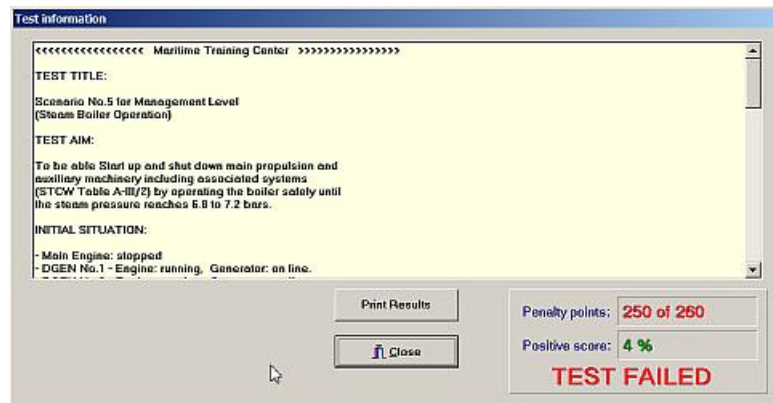 Test information
<<<<<<<<<<<<<<<<< Maritime Training Center >>>>>>>>>>>>>>>>
TEST TITLE:
Scenario No.5 for Management Level
(Steam Boiler Operation)
TEST AIM:
To be able Start up and shut down main propulsion and
auxiliary machinery including associated systems
(STCW Table A-III/2) by operating the boiler safely until
the steam pressure reaches 6.8 to 7.2 bars.
INITIAL SITUATION:
- Main Engine: stopped
- DGEN No.1 - Engine: running, Generator: on line.
Print Results
Close
Penalty points: 250 of 260
Positive score: 4 %
TEST FAILED